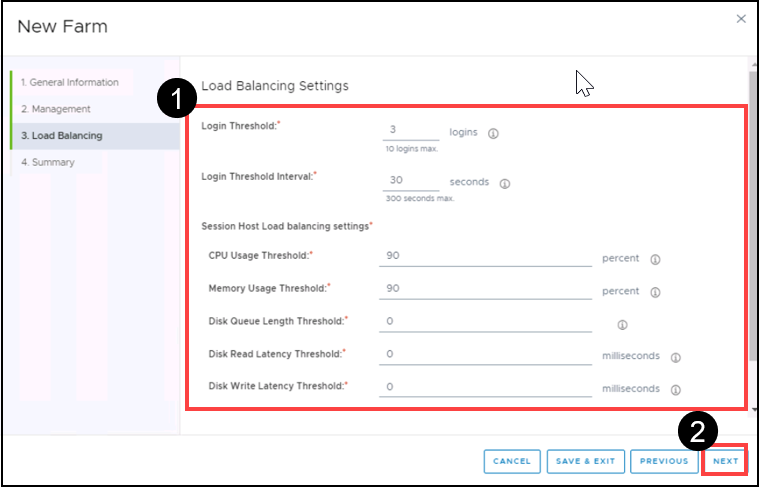 New Farm
×
1. General Information
2. Management
3. Load Balancing
4. Summary
1
Load Balancing Settings
Login Threshold:* 3 logins
10 logins max.
Login Threshold Interval:* 30 seconds
300 seconds max.
Session Host Load balancing settings*
CPU Usage Threshold:* 90 percent
Memory Usage Threshold:* 90 percent
Disk Queue Length Threshold:* 0
Disk Read Latency Threshold:* 0 milliseconds
Disk Write Latency Threshold:* 0 milliseconds
2
CANCEL SAVE & EXIT PREVIOUS NEXT